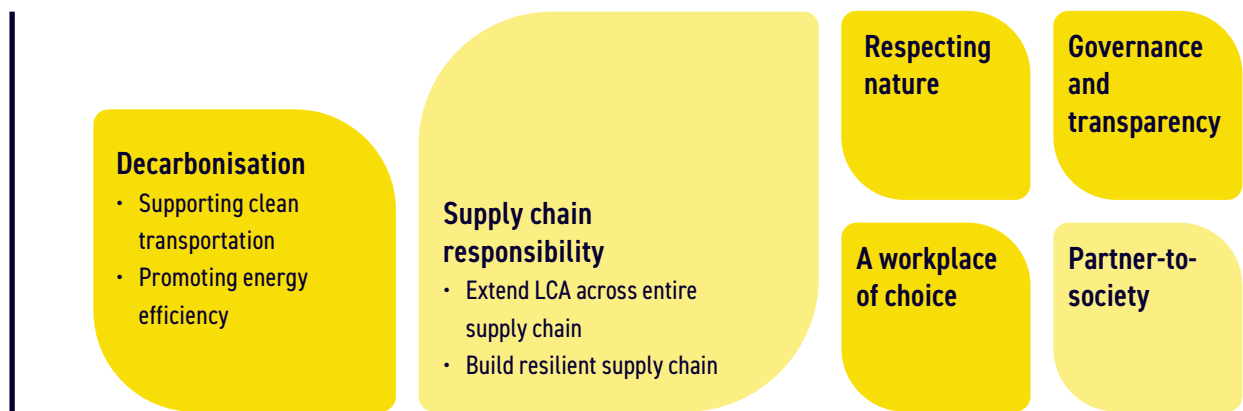 Decarbonisation
• Supporting clean
transportation
• Promoting energy
efficiency
Supply chain
responsibility
• Extend LCA across entire
supply chain
• Build resilient supply chain
Respecting
nature
Governance
and
transparency
A workplace
of choice
Partner-to-
society